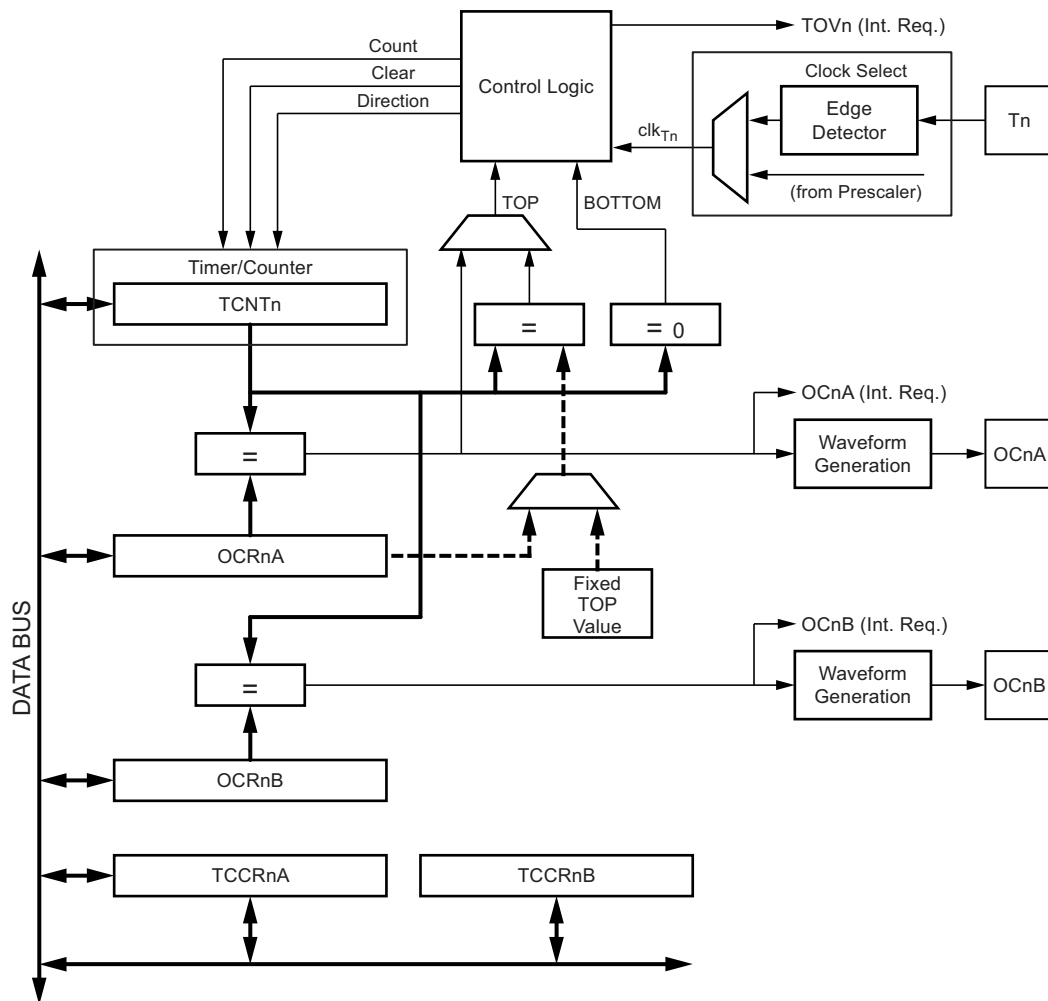 TOVn (Int. Req.)
Count
Clear
Direction
Control Logic
Clock Select
Edge
Detector
Tn
clkTn
(from Prescaler)
TOP
BOTTOM
Timer/Counter
TCNTn
=
= 0
OCnA (Int. Req.)
=
Waveform
Generation
OCnA
OCRnA
Fixed
TOP
Value
OCnB (Int. Req.)
=
Waveform
Generation
OCnB
DATA BUS
OCRnB
TCCRnA
TCCRnB